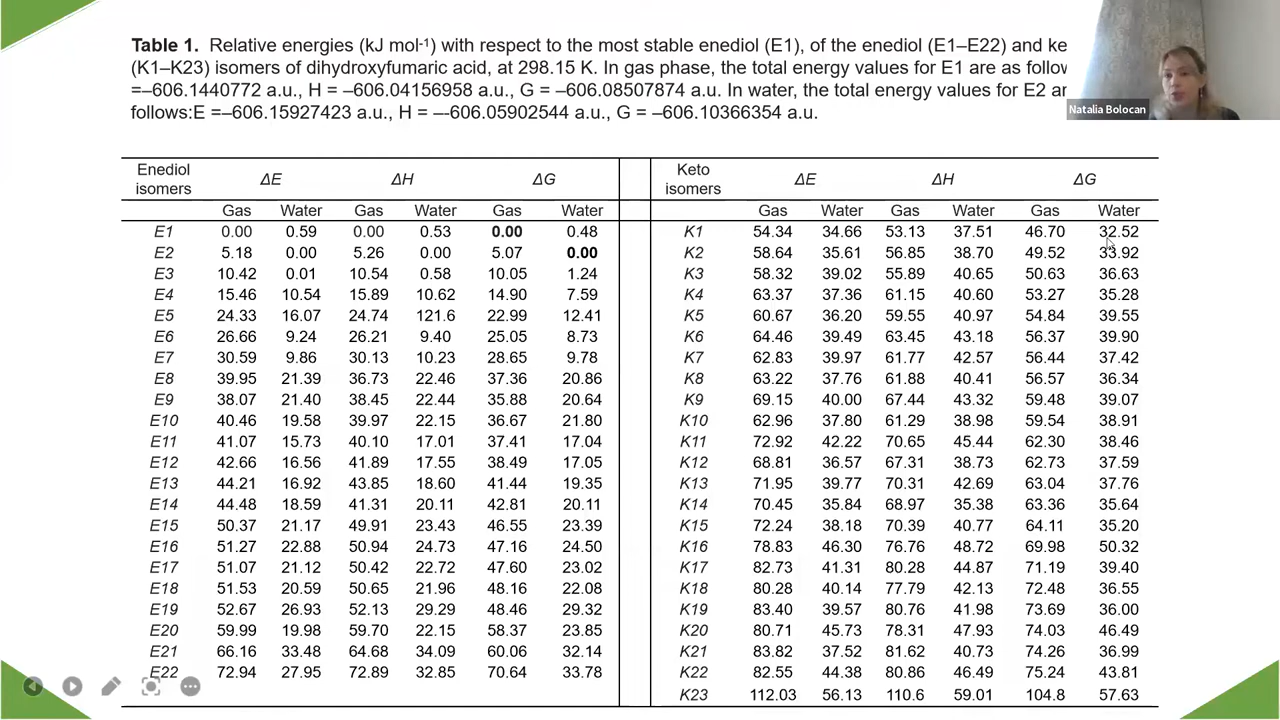 Table 1. Relative energies (kJ mol-1) with respect to the most stable enediol (E1), of the enediol (E1–E22) and ke
(K1–K23) isomers of dihydroxyfumaric acid, at 298.15 K. In gas phase, the total energy values for E1 are as follow
=–606.1440772 a.u., H = –606.04156958 a.u., G = –606.08507874 a.u. In water, the total energy values for E2 ar
follows:E =–606.15927423 a.u., H = –-606.05902544 a.u., G = –606.10366354 a.u.
Natalia Bolocan
Enediol isomers ΔE ΔH ΔG Keto isomers ΔE ΔH ΔG
Gas Water Gas Water Gas Water Gas Water Gas Water Gas Water
E1 0.00 0.59 0.00 0.53 0.00 0.48 K1 54.34 34.66 53.13 37.51 46.70 32.52
E2 5.18 0.00 5.26 0.00 5.07 0.00 K2 58.64 35.61 56.85 38.70 49.52 33.92
E3 10.42 0.01 10.54 0.58 10.05 1.24 K3 58.32 39.02 55.89 40.65 50.63 36.63
E4 15.46 10.54 15.89 10.62 14.90 7.59 K4 63.37 37.36 61.15 40.60 53.27 35.28
E5 24.33 16.07 24.74 121.6 22.99 12.41 K5 60.67 36.20 59.55 40.97 54.84 39.55
E6 26.66 9.24 26.21 9.40 25.05 8.73 K6 64.46 39.49 63.45 43.18 56.37 39.90
E7 30.59 9.86 30.13 10.23 28.65 9.78 K7 62.83 39.97 61.77 42.57 56.44 37.42
E8 39.95 21.39 36.73 22.46 37.36 20.86 K8 63.22 37.76 61.88 40.41 56.57 36.34
E9 38.07 21.40 38.45 22.44 35.88 20.64 K9 69.15 40.00 67.44 43.32 59.48 39.07
E10 40.46 19.58 39.97 22.15 36.67 21.80 K10 62.96 37.80 61.29 38.98 59.54 38.91
E11 41.07 15.73 40.10 17.01 37.41 17.04 K11 72.92 42.22 70.65 45.44 62.30 38.46
E12 42.66 16.56 41.89 17.55 38.49 17.05 K12 68.81 36.57 67.31 38.73 62.73 37.59
E13 44.21 16.92 43.85 18.60 41.44 19.35 K13 71.95 39.77 70.31 42.69 63.04 37.76
E14 44.48 18.59 41.31 20.11 42.81 20.11 K14 70.45 35.84 68.97 35.38 63.36 35.64
E15 50.37 21.17 49.91 23.43 46.55 23.39 K15 72.24 38.18 70.39 40.77 64.11 35.20
E16 51.27 22.88 50.94 24.73 47.16 24.50 K16 78.83 46.30 76.76 48.72 69.98 50.32
E17 51.07 21.12 50.42 22.72 47.60 23.02 K17 82.73 41.31 80.28 44.87 71.19 39.40
E18 51.53 20.59 50.65 21.96 48.16 22.08 K18 80.28 40.14 77.79 42.13 72.48 36.55
E19 52.67 26.93 52.13 29.29 48.46 29.32 K19 83.40 39.57 80.76 41.98 73.69 36.00
E20 59.99 19.98 59.70 22.15 58.37 23.85 K20 80.71 45.73 78.31 47.93 74.03 46.49
E21 66.16 33.48 64.68 34.09 60.06 32.14 K21 83.82 37.52 81.62 40.73 74.26 36.99
E22 72.94 27.95 72.89 32.85 70.64 33.78 K22 82.55 44.38 80.86 46.49 75.24 43.81
K23 112.03 56.13 110.6 59.01 104.8 57.63